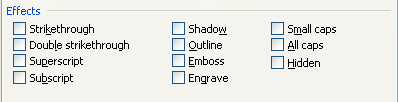 Effects
Strikethrough
Double strikethrough
Superscript
Subscript
Shadow
Outline
Emboss
Engrave
Small caps
All caps
Hidden